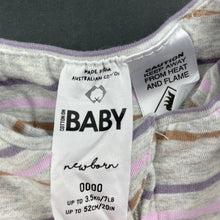 MADE FROM
AUSTRALIAN COTTON
COTTON:ON
BABY
newborn
0000
UP TO 3.5KG/7LB
UP TO 52CM/20IN
CAUTION
KEEP AWAY
FROM HEAT
AND FLAME